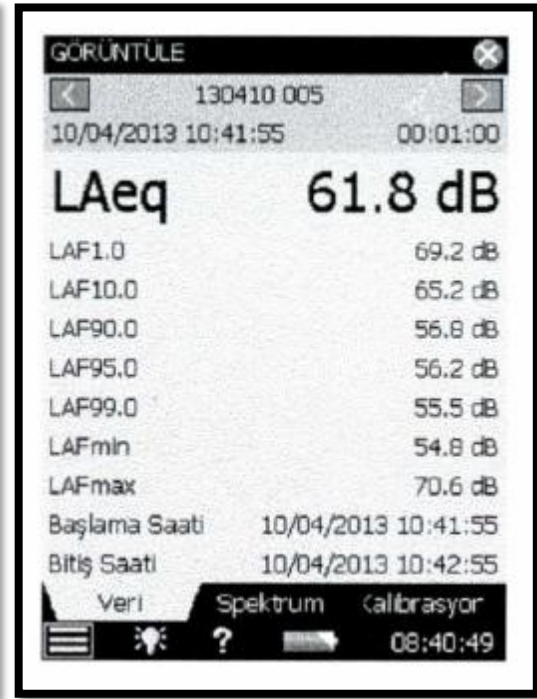 GÖRÜNTÜLE
130410 005
10/04/2013 10:41:55 00:01:00
LAeq 61.8 dB
LAF1.0 69.2 dB
LAF10.0 65.2 dB
LAF90.0 56.8 dB
LAF95.0 56.2 dB
LAF99.0 55.5 dB
LAFmin 54.8 dB
LAFmax 70.6 dB
Başlama Saati 10/04/2013 10:41:55
Bitiş Saati 10/04/2013 10:42:55
Veri Spektrum Kalibrasyon
? 08:40:49